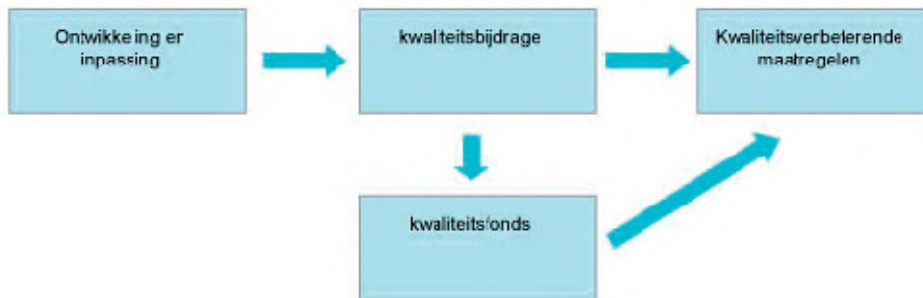 Ontwikkeling en
inpassing
kwaliteitsbijdrage
Kwaliteitsverbeterende
maatregelen
kwaliteitsfonds